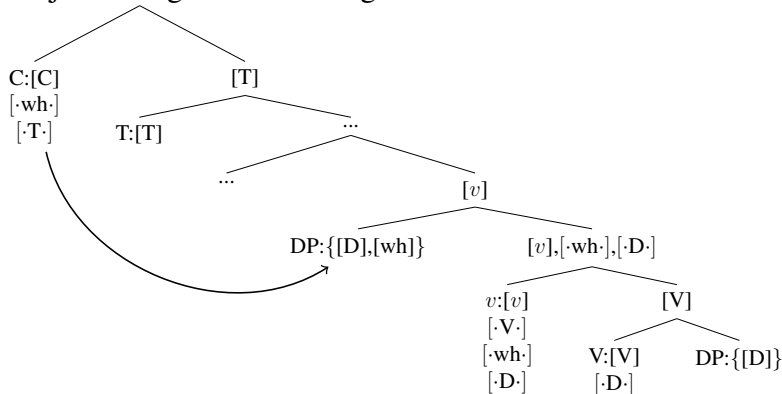 C:[C] [T]
[·wh·]
[·T·] T:[T] ...
... [v]
DP:{[D],[wh]} [v],[·wh·],[·D·]
v:[v] [V]
[·V·]
[·wh·] V:[V] DP:{[D]}
[·D·] [·D·]